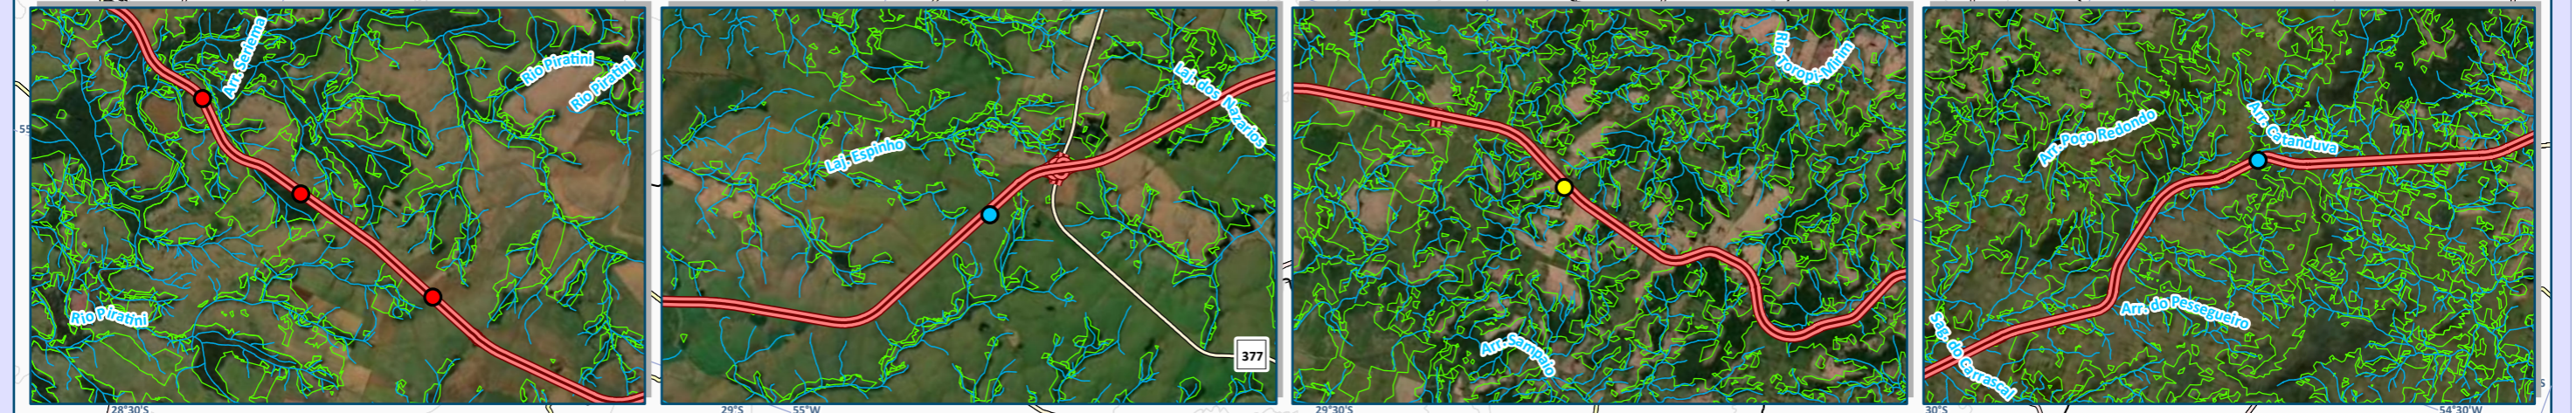 Arr. Seriema
Rio Piratini
Rio Piratini
Rio Piratini
Laj. dos Nazarios
Laj. Espinho
377
Rio Toropi-Mirim
Arr. Sampaio
Arr. Poço Redondo
Arr. Catanduva
Arr. do Pessegueiro
Sag. do Carrascal
55
28°30'S
29°S
55°W
29°30'S
30°S
54°30'W